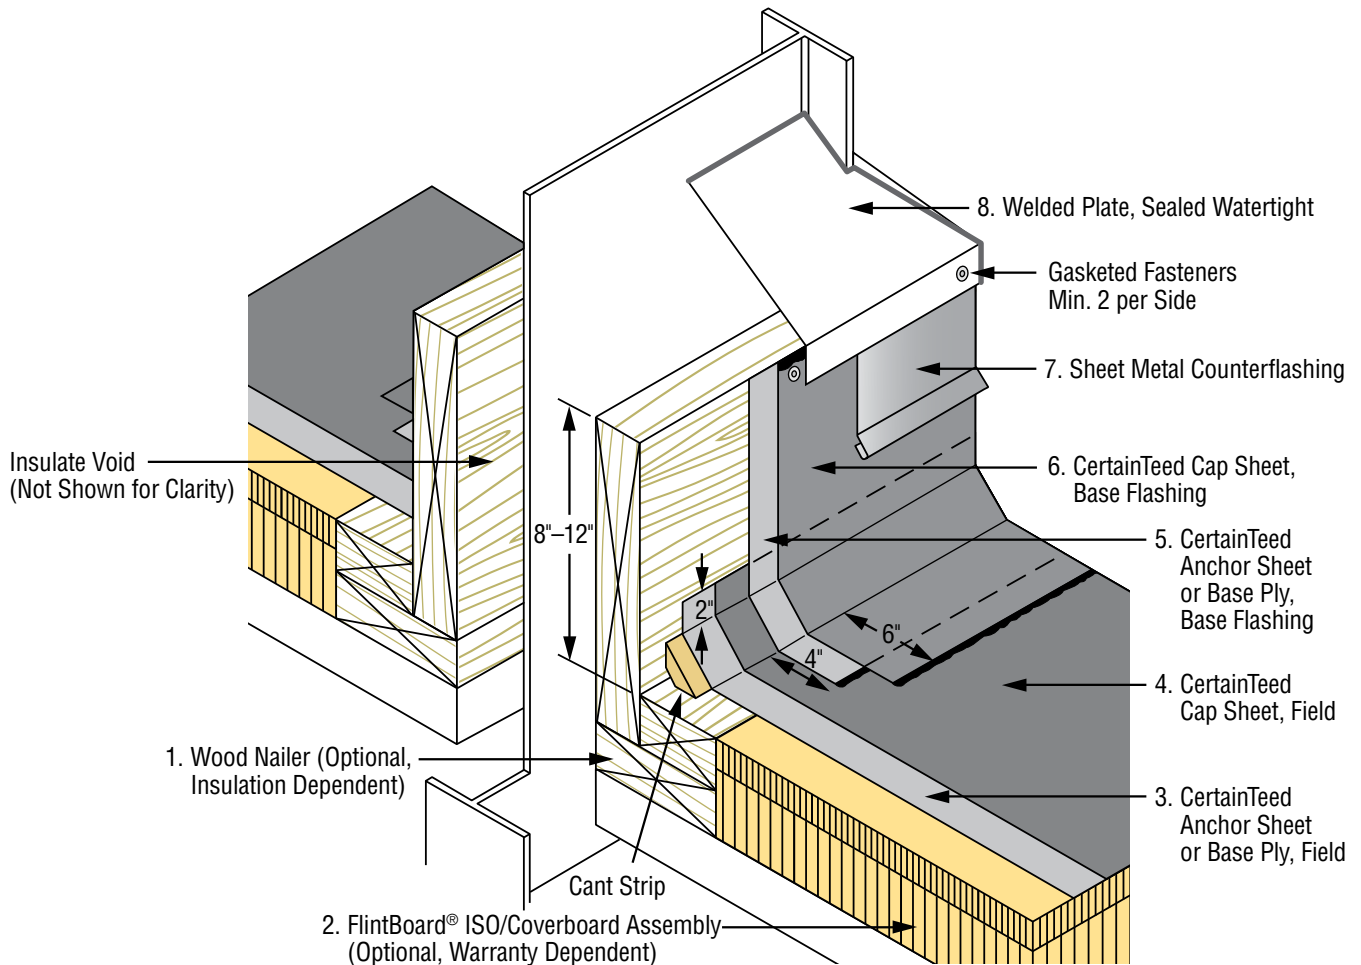 8. Welded Plate, Sealed Watertight
Gasketed Fasteners
Min. 2 per Side
7. Sheet Metal Counterflashing
Insulate Void
(Not Shown for Clarity)
6. CertainTeed Cap Sheet,
Base Flashing
8"–12"
5. CertainTeed
Anchor Sheet
or Base Ply,
Base Flashing
2"
6"
4"
4. CertainTeed
Cap Sheet, Field
1. Wood Nailer (Optional,
Insulation Dependent)
3. CertainTeed
Anchor Sheet
or Base Ply, Field
Cant Strip
2. FlintBoard® ISO/Coverboard Assembly
(Optional, Warranty Dependent)